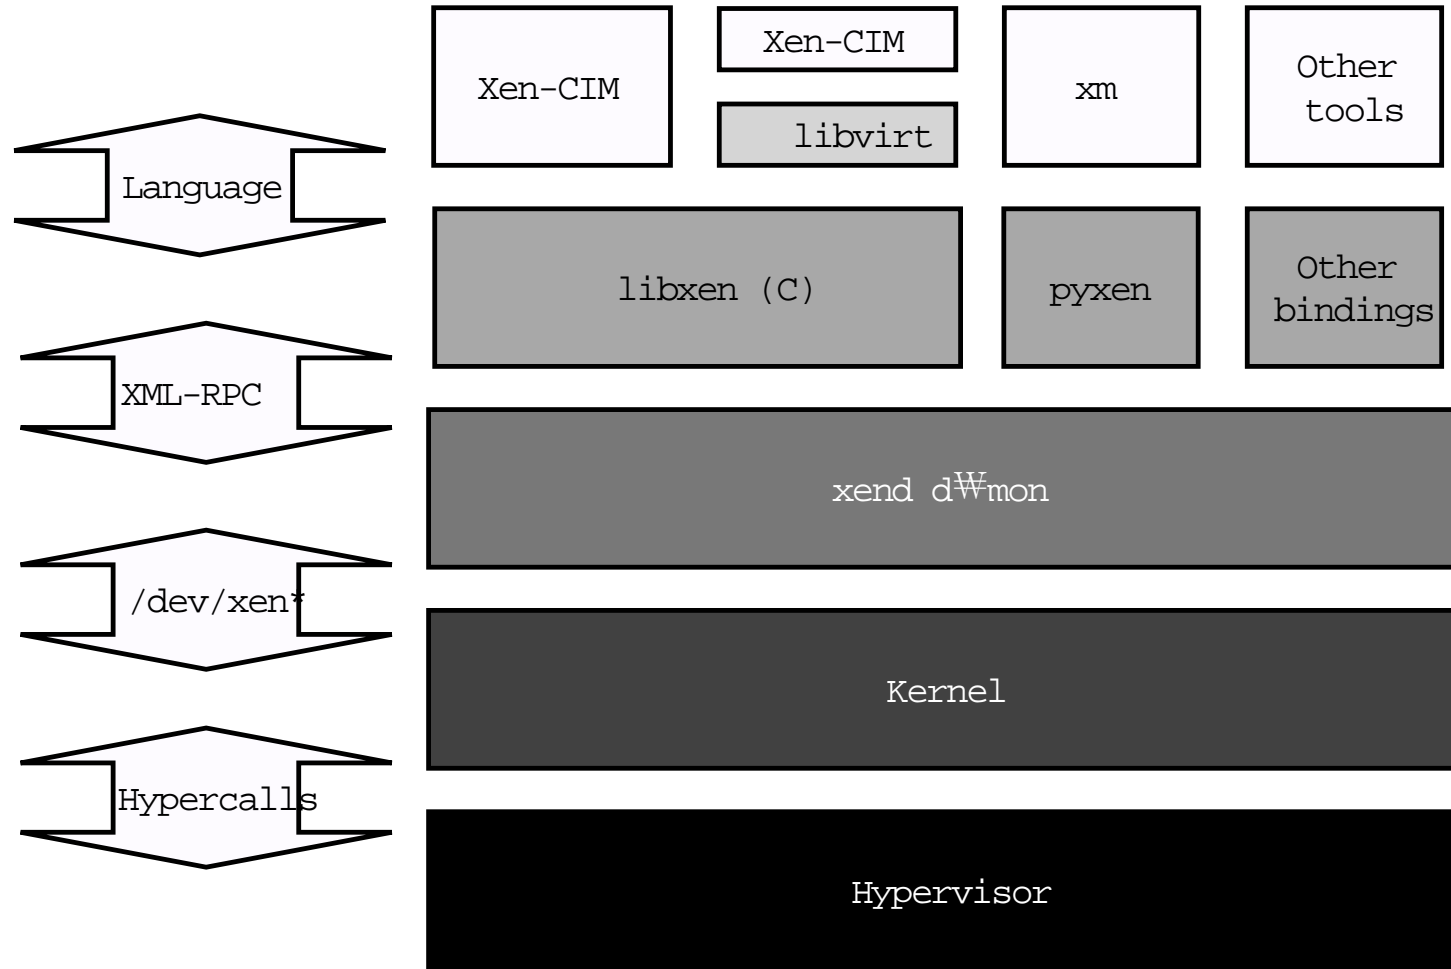 Xen-CIM
Xen-CIM
libvirt
xm
Other
tools
Language
libxen (C)
pyxen
Other
bindings
XML-RPC
xend d₩mon
/dev/xen*
Kernel
Hypercalls
Hypervisor